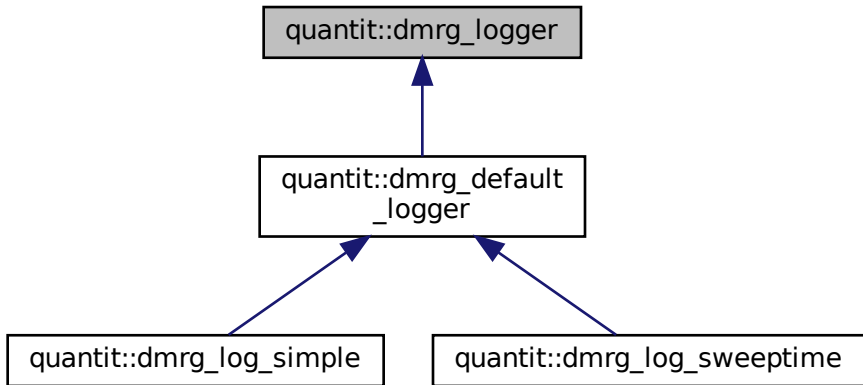 quantit::dmrg_logger
quantit::dmrg_default
_logger
quantit::dmrg_log_simple
quantit::dmrg_log_sweeptime